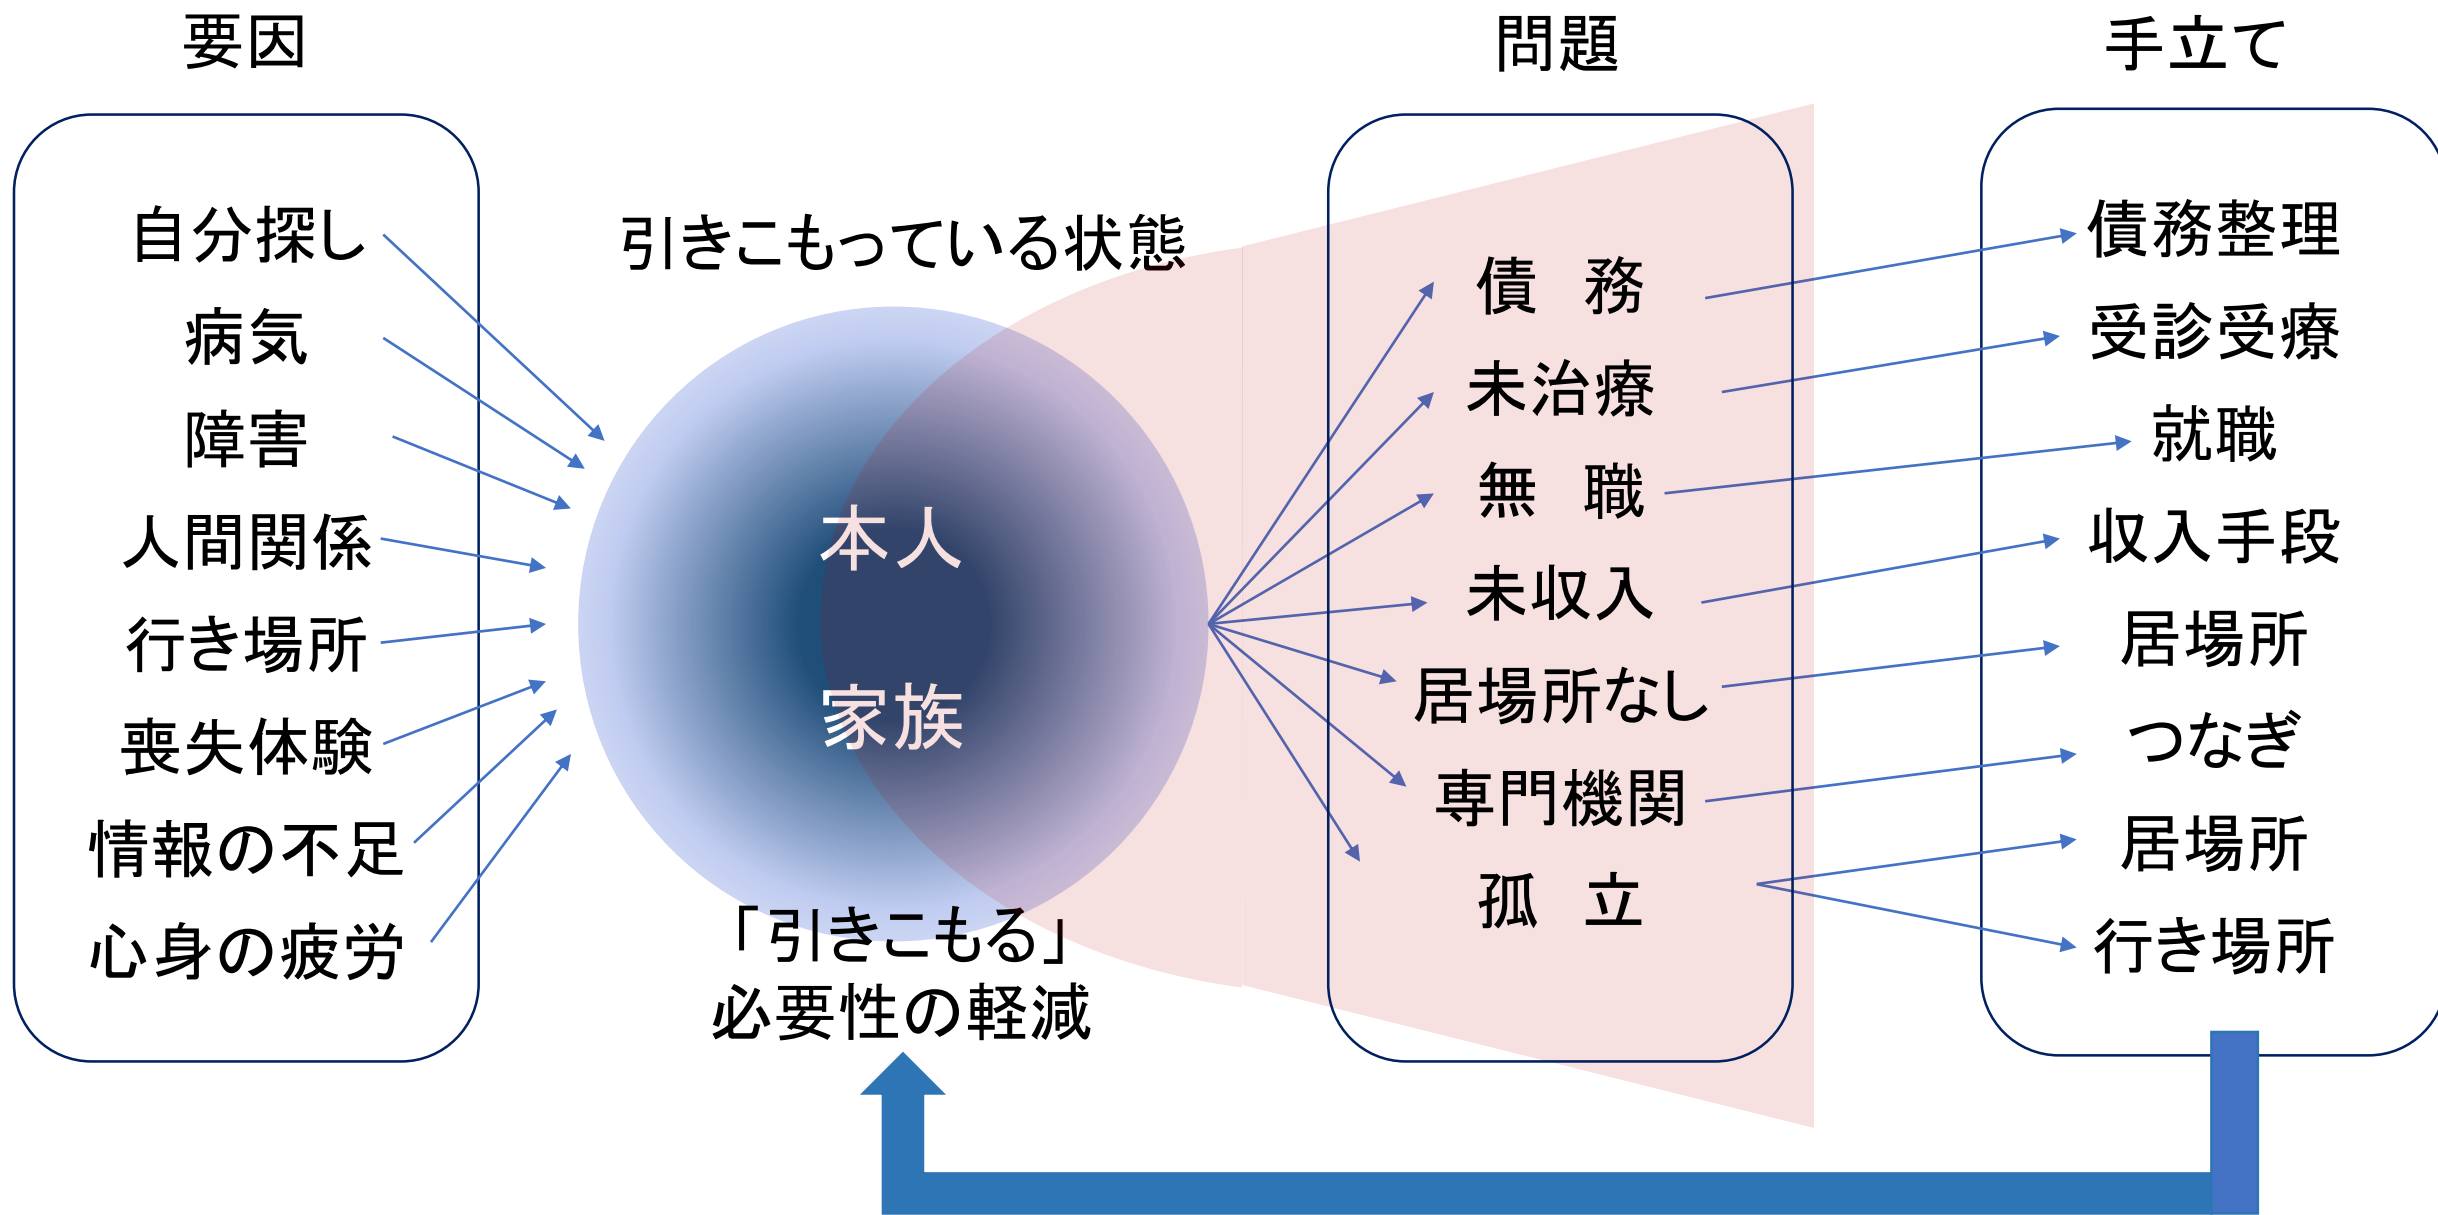 要因
自分探し
病気
障害
人間関係
行き場所
喪失体験
情報の不足
心身の疲労
引きこもっている状態
本人
家族
「引きこもる」
必要性の軽減
問題
債　務
未治療
無　職
未収入
居場所なし
専門機関
孤　立
手立て
債務整理
受診受療
就職
収入手段
居場所
つなぎ
居場所
行き場所